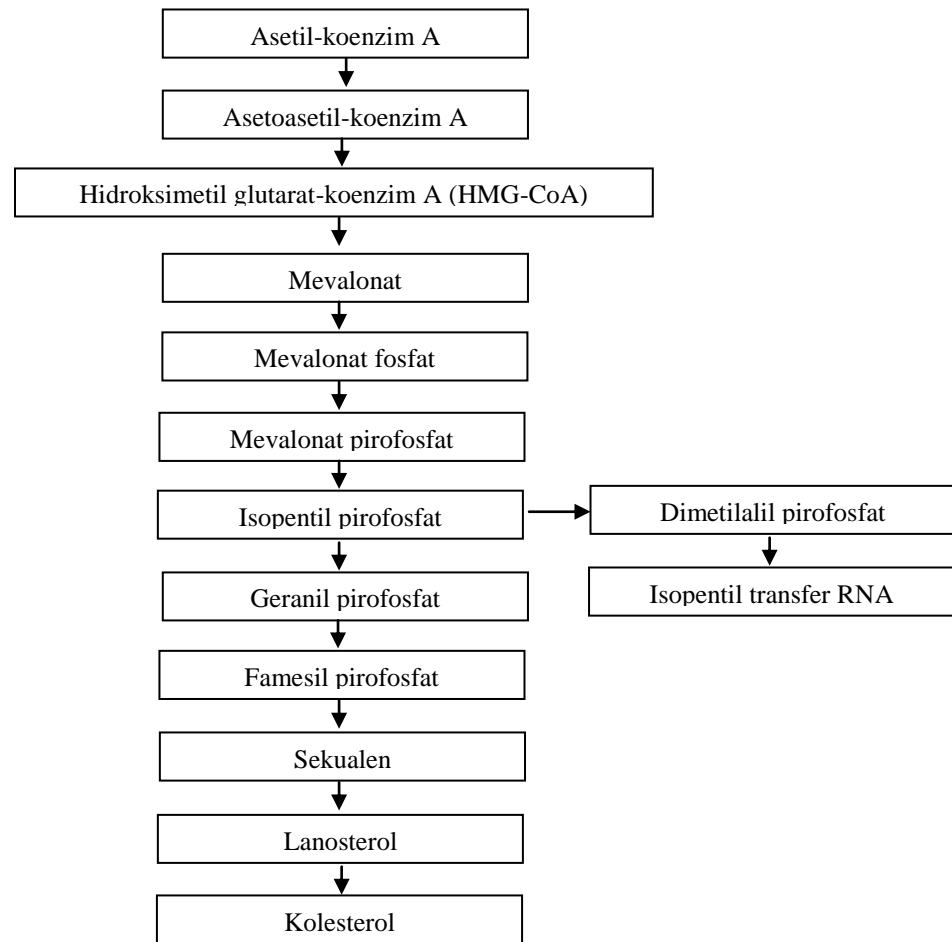 Asetil-koenzim A
Asetoasetil-koenzim A
Hidroksimetil glutarat-koenzim A (HMG-CoA)
Mevalonat
Mevalonat fosfat
Mevalonat pirofosfat
Isopentil pirofosfat
Dimetilalil pirofosfat
Isopentil transfer RNA
Geranil pirofosfat
Famesil pirofosfat
Sekualen
Lanosterol
Kolesterol